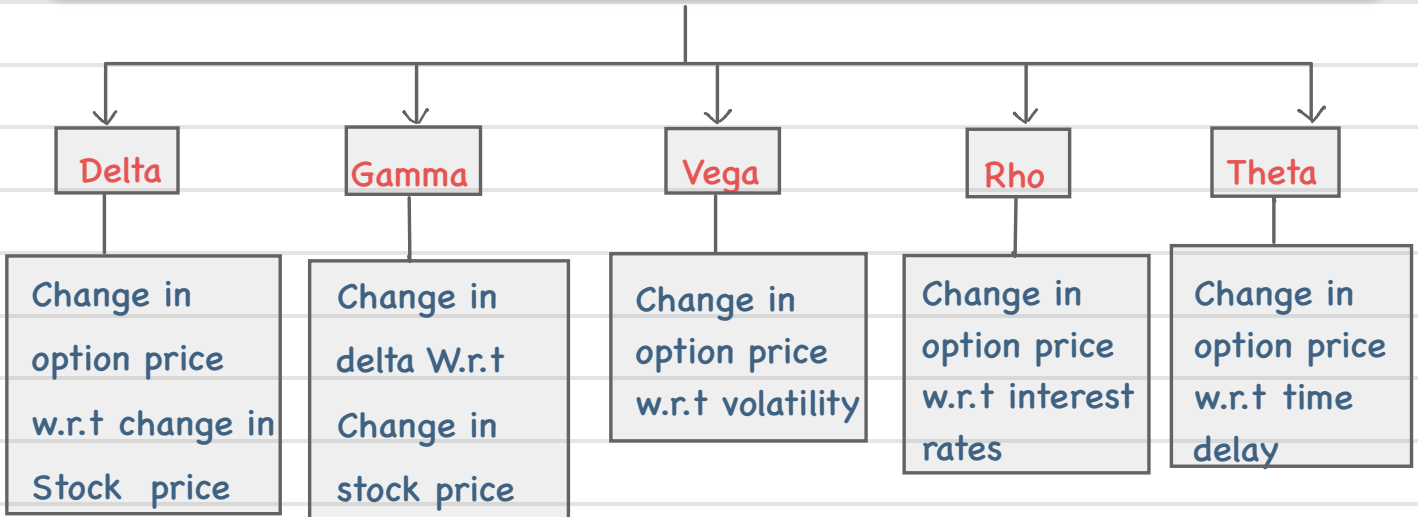 Delta
Gamma
Vega
Rho
Theta
Change in
option price
w.r.t change in
Stock price
Change in
delta W.r.t
Change in
stock price
Change in
option price
w.r.t volatility
Change in
option price
w.r.t interest
rates
Change in
option price
w.r.t time
delay